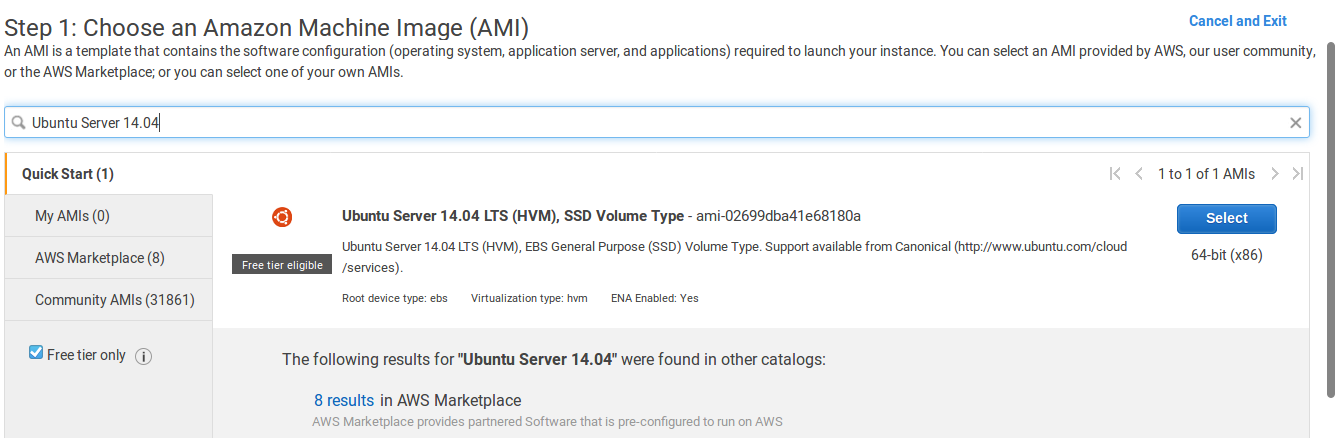 Step 1: Choose an Amazon Machine Image (AMI)
Cancel and Exit
An AMI is a template that contains the software configuration (operating system, application server, and applications) required to launch your instance. You can select an AMI provided by AWS, our user community,
or the AWS Marketplace; or you can select one of your own AMIs.
Ubuntu Server 14.04
Quick Start (1)
My AMIs (0)
AWS Marketplace (8)
Community AMIs (31861)
Free tier only
1 to 1 of 1 AMIs
Ubuntu Server 14.04 LTS (HVM), SSD Volume Type - ami-02699dba41e68180a
Free tier eligible
Ubuntu Server 14.04 LTS (HVM), EBS General Purpose (SSD) Volume Type. Support available from Canonical (http://www.ubuntu.com/cloud
/services).
Root device type: ebs Virtualization type: hvm ENA Enabled: Yes
Select
64-bit (x86)
The following results for "Ubuntu Server 14.04" were found in other catalogs:
8 results in AWS Marketplace
AWS Marketplace provides partnered Software that is pre-configured to run on AWS